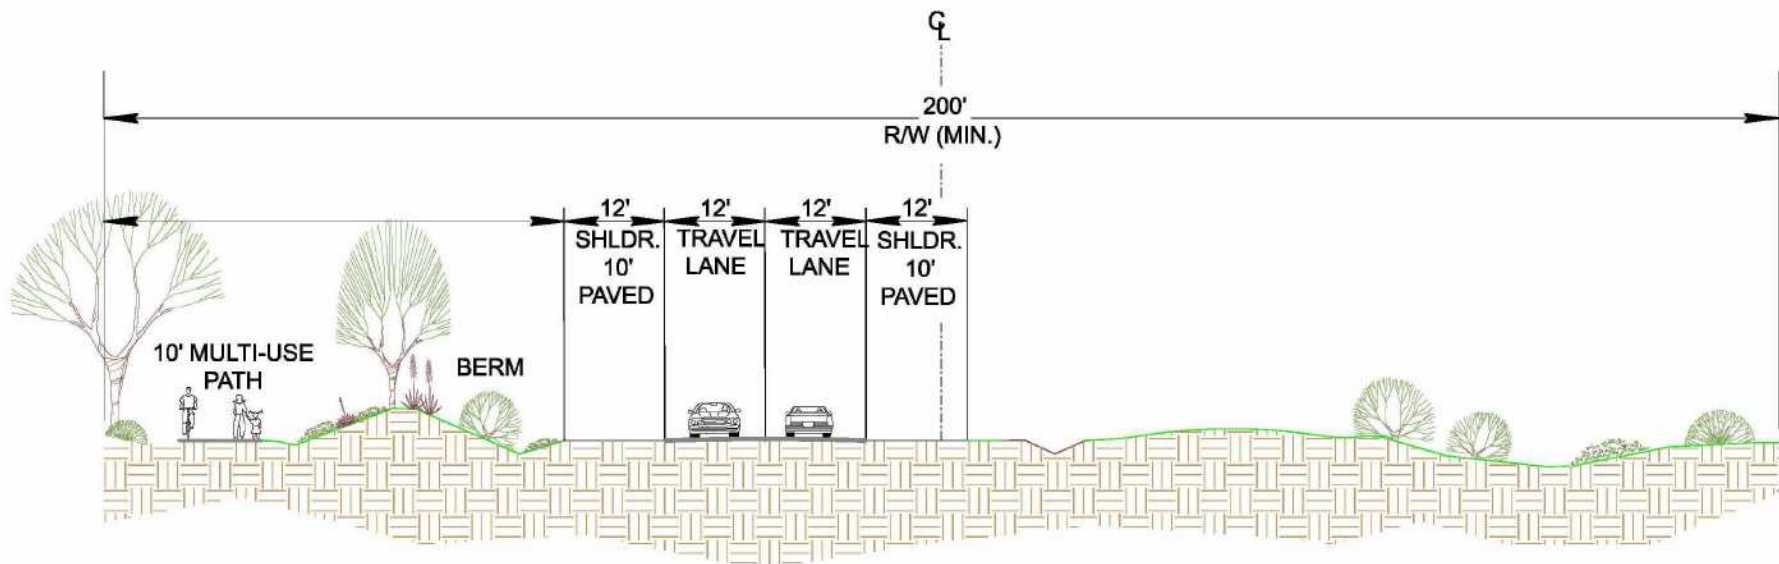 ℄
200'
R/W (MIN.)
12' 12' 12' 12'
SHLDR. TRAVEL TRAVEL SHLDR.
10' LANE LANE 10'
PAVED PAVED
10' MULTI-USE
PATH
BERM